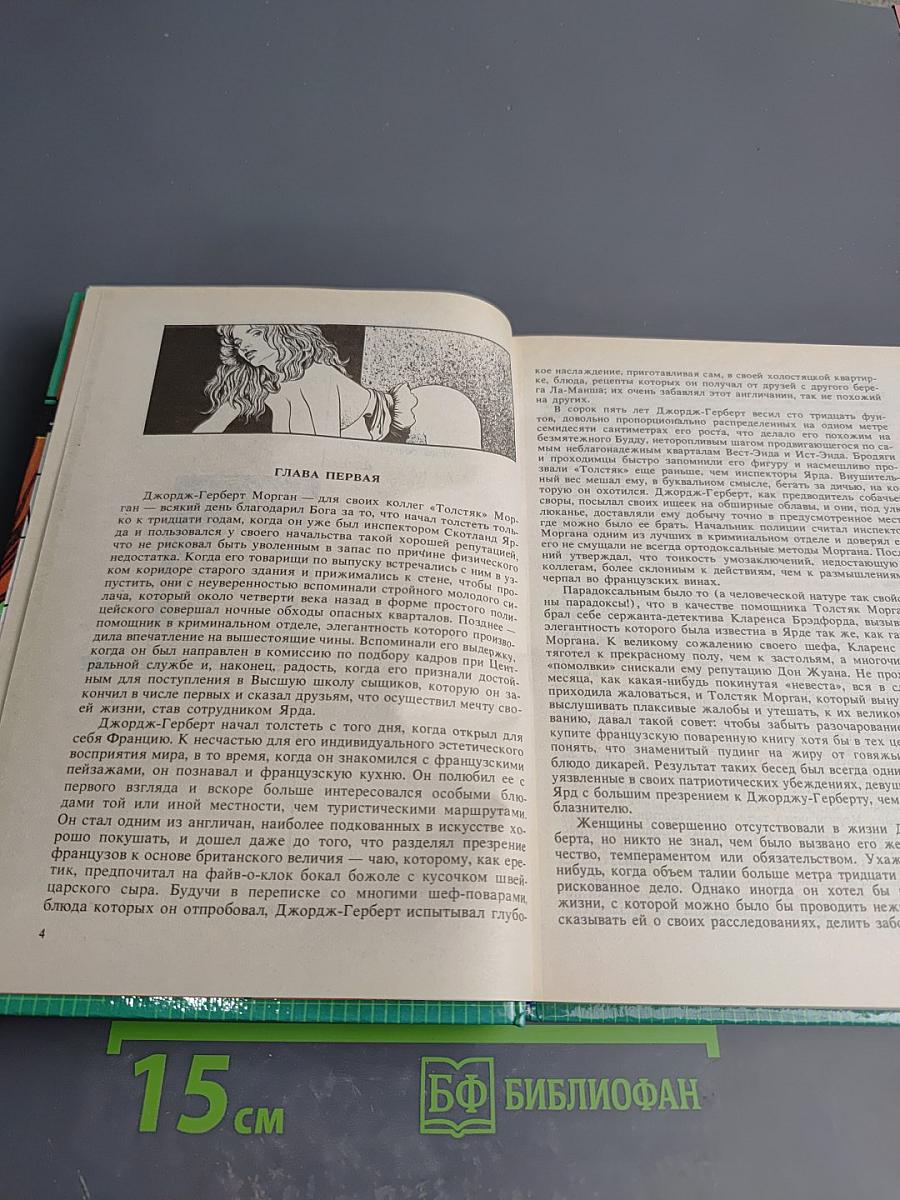 ГЛАВА ПЕРВАЯ
Джордж-Герберт Морган — для своих коллег «Толстяк» Мор-
ган — всякий день благодарил Бога за то, что начал толстеть толь-
ко к тридцати годам, когда он уже был инспектором Скотланд Яр-
да и пользовался у своего начальства такой хорошей репутацией,
что не рисковал быть уволенным в запас по причине физического
недостатка. Когда его товарищи по выпуску встречались с ним в уз-
ком коридоре старого здания и прижимались к стене, чтобы про-
пустить, они с неуверенностью вспоминали стройного молодого си-
лача, который около четверти века назад в форме простого поли-
цейского совершал ночные обходы опасных кварталов. Позднее —
помощник в криминальном отделе, элегантность которого произво-
дила впечатление на вышестоящие чины. Вспоминали его выдержку,
когда он был направлен в комиссию по подбору кадров при Цент-
ральной службе и, наконец, радость, когда его признали достой-
ным для поступления в Высшую школу сыщиков, которую он за-
кончил в числе первых и сказал друзьям, что осуществил мечту сво-
ей жизни, став сотрудником Ярда.
Джордж-Герберт начал толстеть с того дня, когда открыл для
себя Францию. К несчастью для его индивидуального эстетического
восприятия мира, в то время, когда он знакомился с французскими
пейзажами, он познавал и французскую кухню. Он полюбил ее с
первого взгляда и вскоре больше интересовался особыми блю-
дами той или иной местности, чем туристическими маршрутами.
Он стал одним из англичан, наиболее подкованных в искусстве хо-
рошо покушать, и дошел даже до того, что разделял презрение
французов к основе британского величия — чаю, которому, как ере-
тик, предпочитал на файв-о-клок бокал божоле с кусочком швей-
царского сыра. Будучи в переписке со многими шеф-поварами,
блюда которых он отпробовал, Джордж-Герберт испытывал глубо-
4
кое наслаждение, приготавливая сам, в своей холостяцкой квартир-
ке, блюда, рецепты которых он получал от друзей с другого бере-
га Ла-Манша; их очень забавлял этот англичанин, так не похожий
на других.
В сорок пять лет Джордж-Герберт весил сто тридцать фун-
тов, довольно пропорционально распределенных на одном метре
семидесяти сантиметрах его роста, что делало его похожим на
безмятежного Будду, неторопливым шагом продвигающегося по са-
мым неблагонадежным кварталам Вест-Энда и Ист-Энда. Бродяги
и проходимцы быстро запомнили его фигуру и насмешливо про-
звали «Толстяк» еще раньше, чем инспекторы Ярда. Внушитель-
ный вес мешал ему, в буквальном смысле, бегать за дичью, на ко-
торую он охотился. Джордж-Герберт, как предводитель собачье
своры, посылал своих ищеек на обширные облавы, и они, под улю
люканье, доставляли ему добычу точно в предусмотренное мест
где можно было ее брать. Начальник полиции считал инспект
Моргана одним из лучших в криминальном отделе и доверял е
его не смущали не всегда ортодоксальные методы Моргана. Посл
ний утверждал, что тонкость умозаключений, недостающую
коллегам, более склонным к действиям, чем к размышлениям
черпал во французских винах.
Парадоксальным было то (а человеческой натуре так свойс
ны парадоксы!), что в качестве помощника Толстяк Морга
брал себе сержанта-детектива Кларенса Брэдфорда, вызыв
элегантность которого была известна в Ярде так же, как га
Моргана. К великому сожалению своего шефа, Кларенс
тяготел к прекрасному полу, чем к застольям, а многочи
«помолвки» снискали ему репутацию Дон Жуана. Не прох
месяца, как какая-нибудь покинутая «невеста», вся в сл
приходила жаловаться, и Толстяк Морган, который выну
выслушивать плаксивые жалобы и утешать, к их великом
ванию, давал такой совет: чтобы забыть разочарование
купите французскую поваренную книгу хотя бы в тех це
понять, что знаменитый пудинг на жиру от говяжьи
блюдо дикарей. Результат таких бесед был всегда один
уязвленные в своих патриотических убеждениях, девуш
Ярд с большим презрением к Джорджу-Герберту, чем
блазнителю.
Женщины совершенно отсутствовали в жизни Д
берта, но никто не знал, чем было вызвано его же
чество, темпераментом или обязательством. Ухаж
нибудь, когда объем талии больше метра тридцати
рискованное дело. Однако иногда он хотел бы
жизни, с которой можно было бы проводить неж
сказывать ей о своих расследованиях, делить забо
15 см
БФ БИБЛИОФАН